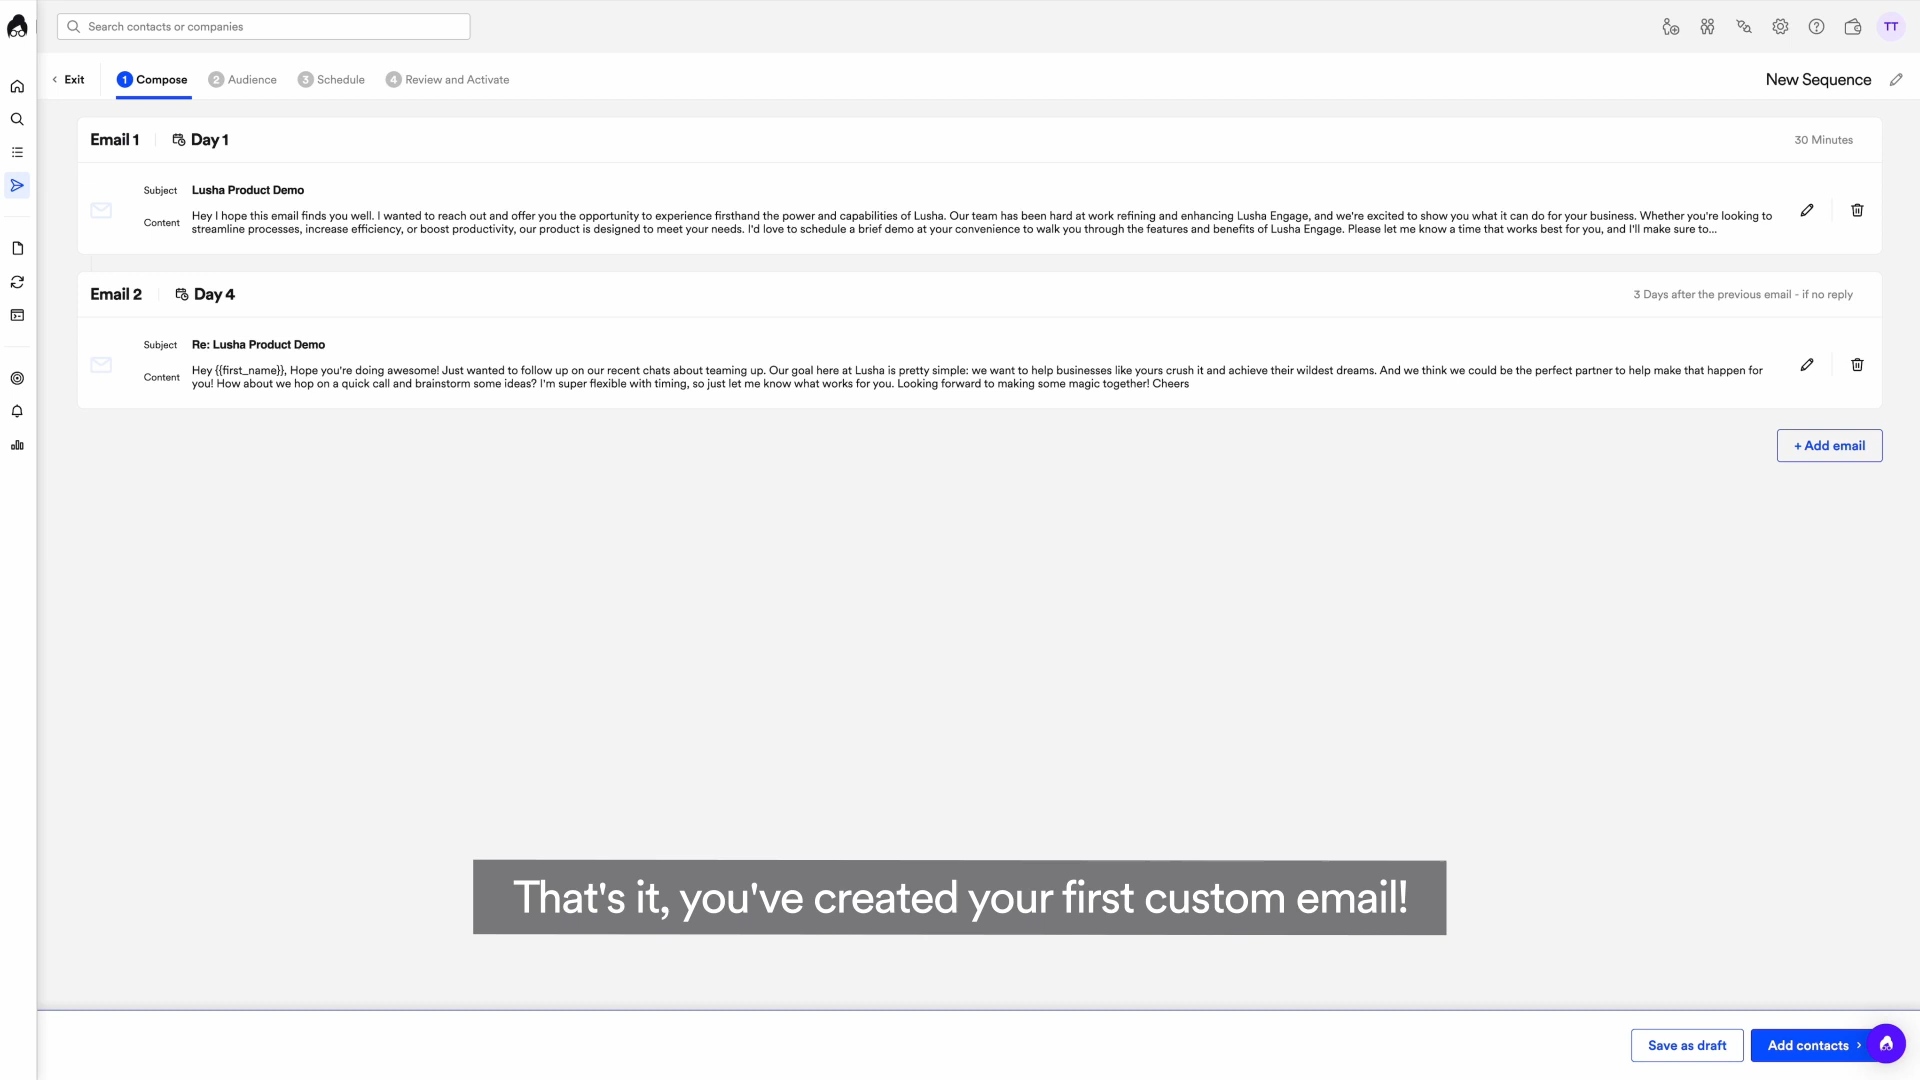 Search contacts or companies
TT
Exit
1 Compose
2 Audience
3 Schedule
4 Review and Activate
New Sequence
Email 1
Day 1
30 Minutes
Subject
Lusha Product Demo
Content
Hey I hope this email finds you well. I wanted to reach out and offer you the opportunity to experience firsthand the power and capabilities of Lusha. Our team has been hard at work refining and enhancing Lusha Engage, and we're excited to show you what it can do for your business. Whether you're looking to
streamline processes, increase efficiency, or boost productivity, our product is designed to meet your needs. I'd love to schedule a brief demo at your convenience to walk you through the features and benefits of Lusha Engage. Please let me know a time that works best for you, and I'll make sure to...
Email 2
Day 4
3 Days after the previous email - if no reply
Subject
Re: Lusha Product Demo
Content
Hey {{first_name}}, Hope you're doing awesome! Just wanted to follow up on our recent chats about teaming up. Our goal here at Lusha is pretty simple: we want to help businesses like yours crush it and achieve their wildest dreams. And we think we could be the perfect partner to help make that happen for
you! How about we hop on a quick call and brainstorm some ideas? I'm super flexible with timing, so just let me know what works for you. Looking forward to making some magic together! Cheers
+ Add email
That's it, you've created your first custom email!
Save as draft
Add contacts